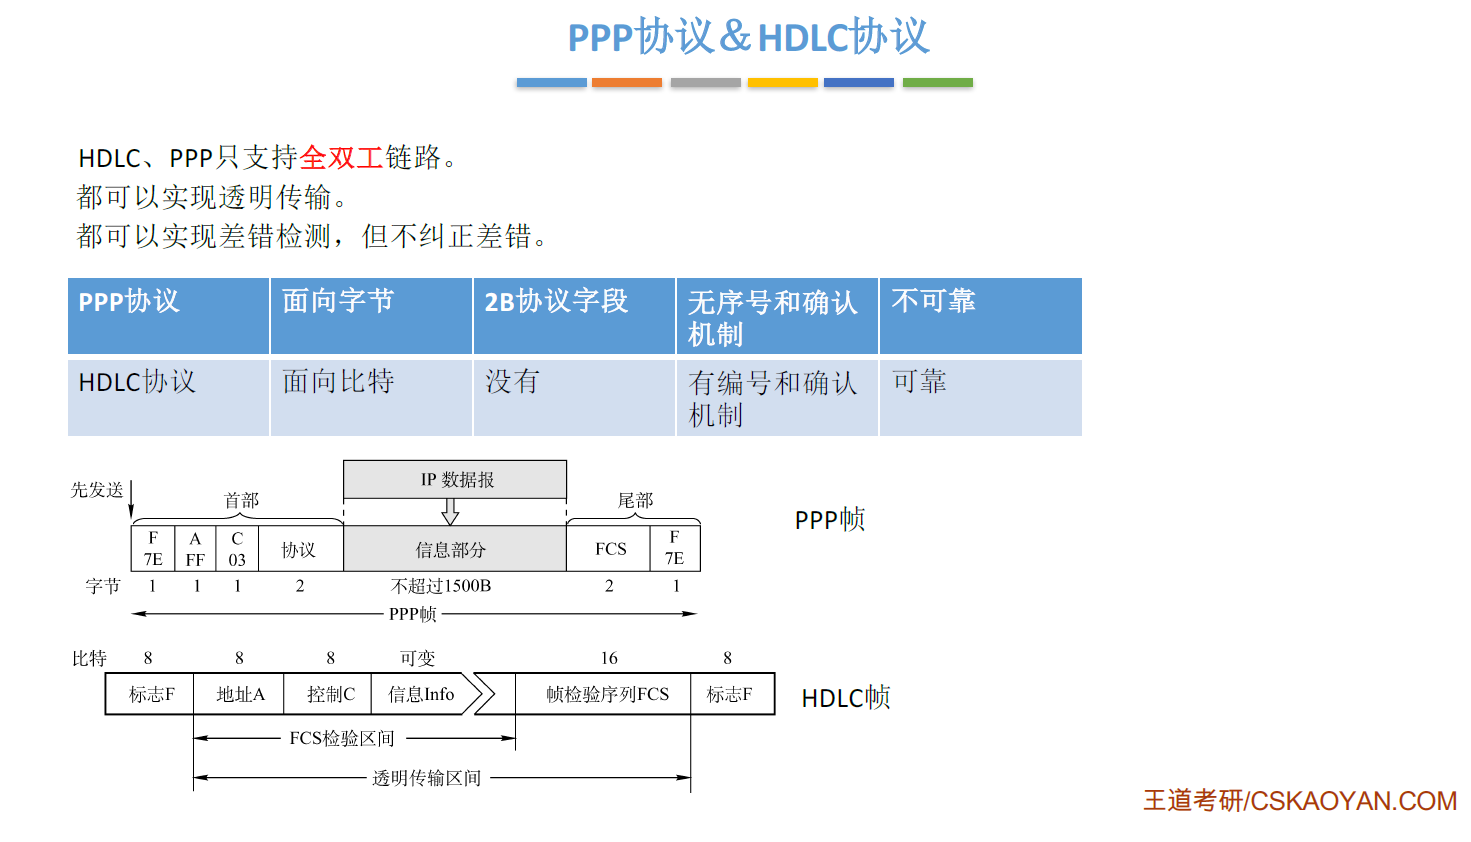 PPP协议＆HDLC协议
HDLC、PPP只支持全双工链路。
都可以实现透明传输。
都可以实现差错检测，但不纠正差错。
PPP协议 面向字节 2B协议字段 无序号和确认机制 不可靠
HDLC协议 面向比特 没有 有编号和确认机制 可靠
IP 数据报
先发送 首部 尾部
F 7E A FF C 03 协议 信息部分 FCS F 7E
PPP帧
字节 1 1 1 2 不超过1500B 2 1
PPP帧
比特 8 8 8 可变 16 8
标志F 地址A 控制C 信息Info 帧检验序列FCS 标志F
HDLC帧
FCS检验区间
透明传输区间
王道考研/CSKAOYAN.COM